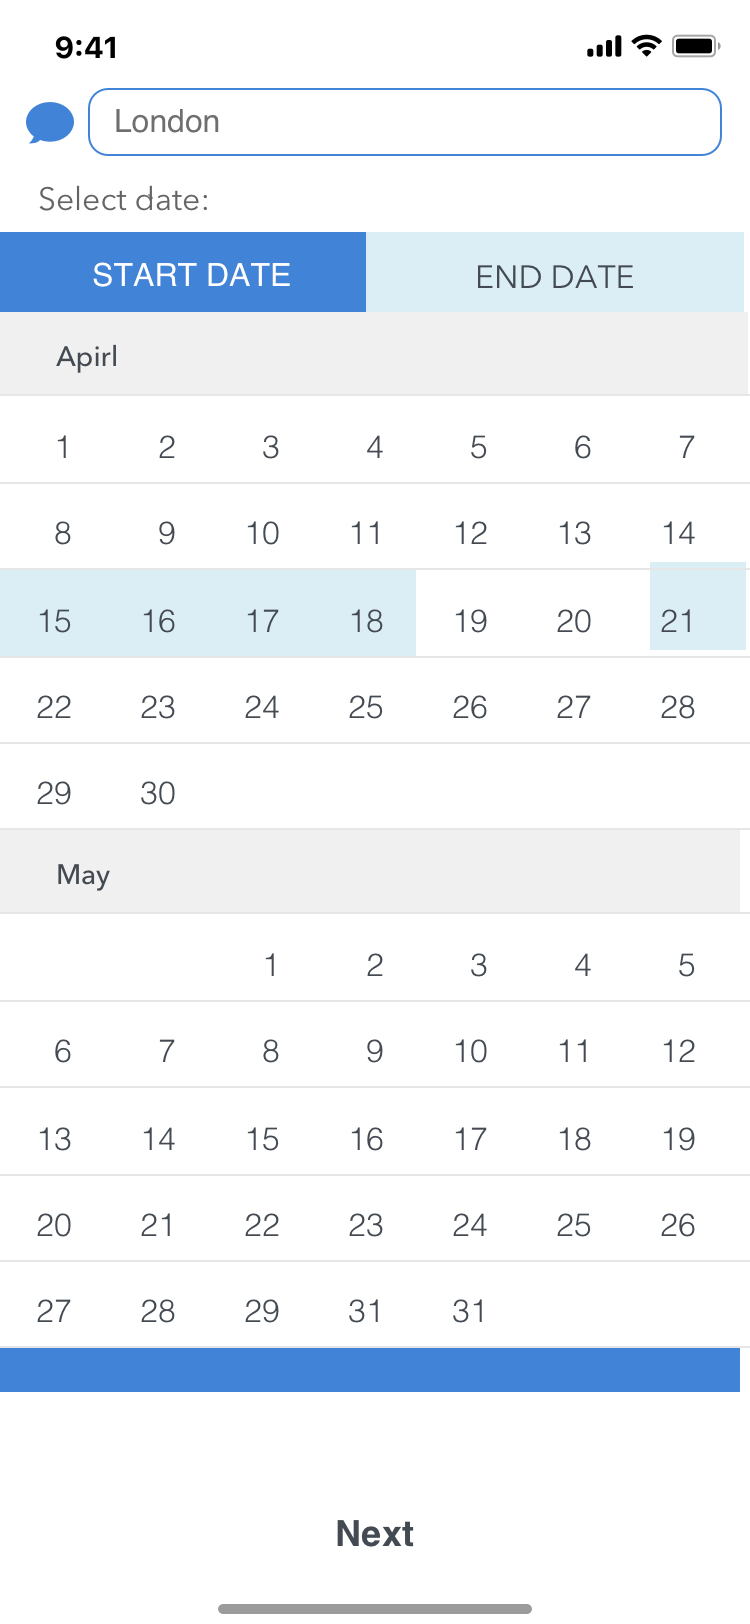 9:41
London
Select date:
START DATE END DATE
Apirl
1 2 3 4 5 6 7
8 9 10 11 12 13 14
15 16 17 18 19 20 21
22 23 24 25 26 27 28
29 30
May
1 2 3 4 5
6 7 8 9 10 11 12
13 14 15 16 17 18 19
20 21 22 23 24 25 26
27 28 29 31 31
Next